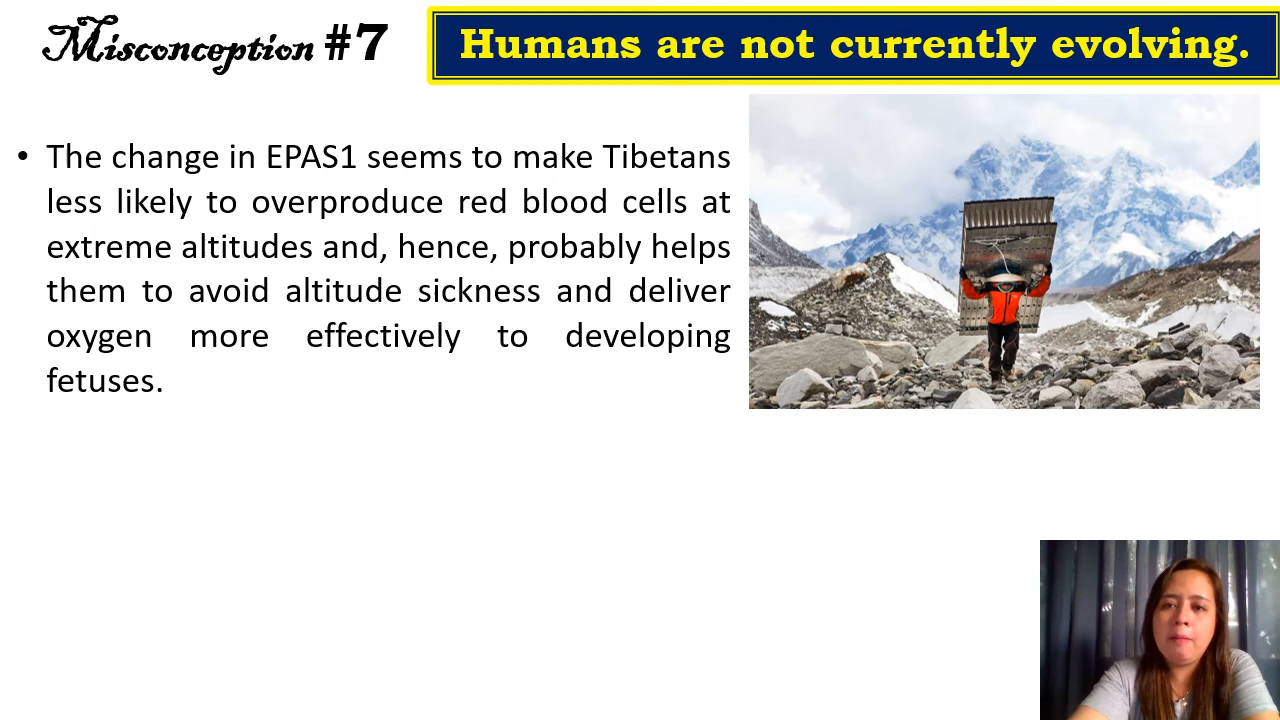 Misconception #7
Humans are not currently evolving.
• The change in EPAS1 seems to make Tibetans
less likely to overproduce red blood cells at
extreme altitudes and, hence, probably helps
them to avoid altitude sickness and deliver
oxygen more effectively to developing
fetuses.